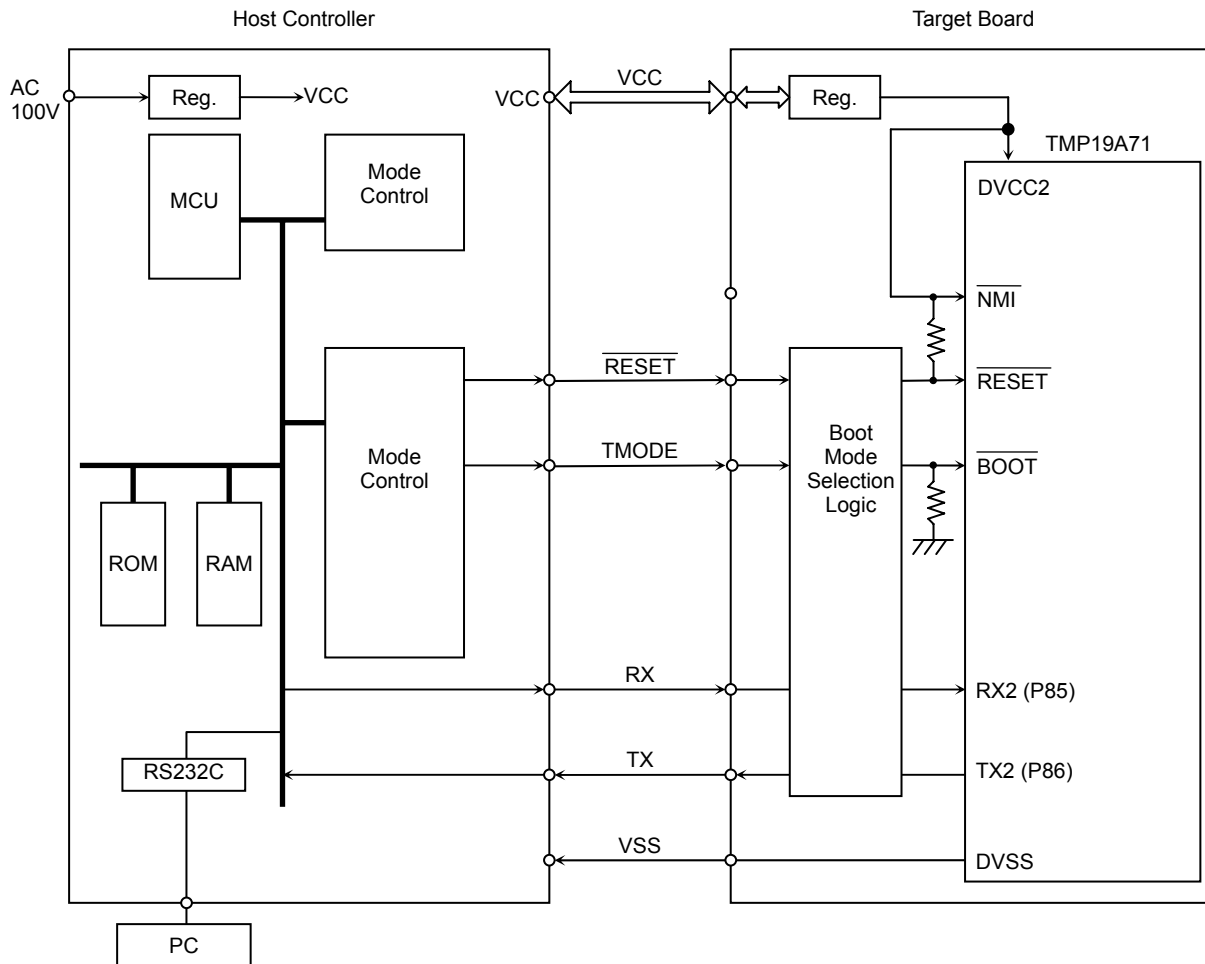 Host Controller
Target Board
AC
100V
Reg.
VCC
VCC
VCC
Reg.
TMP19A71
MCU
Mode
Control
DVCC2
NMI
RESET
RESET
Mode
Control
TMODE
Boot
Mode
Selection
Logic
BOOT
ROM
RAM
RX
RX2 (P85)
RS232C
TX
TX2 (P86)
VSS
DVSS
PC